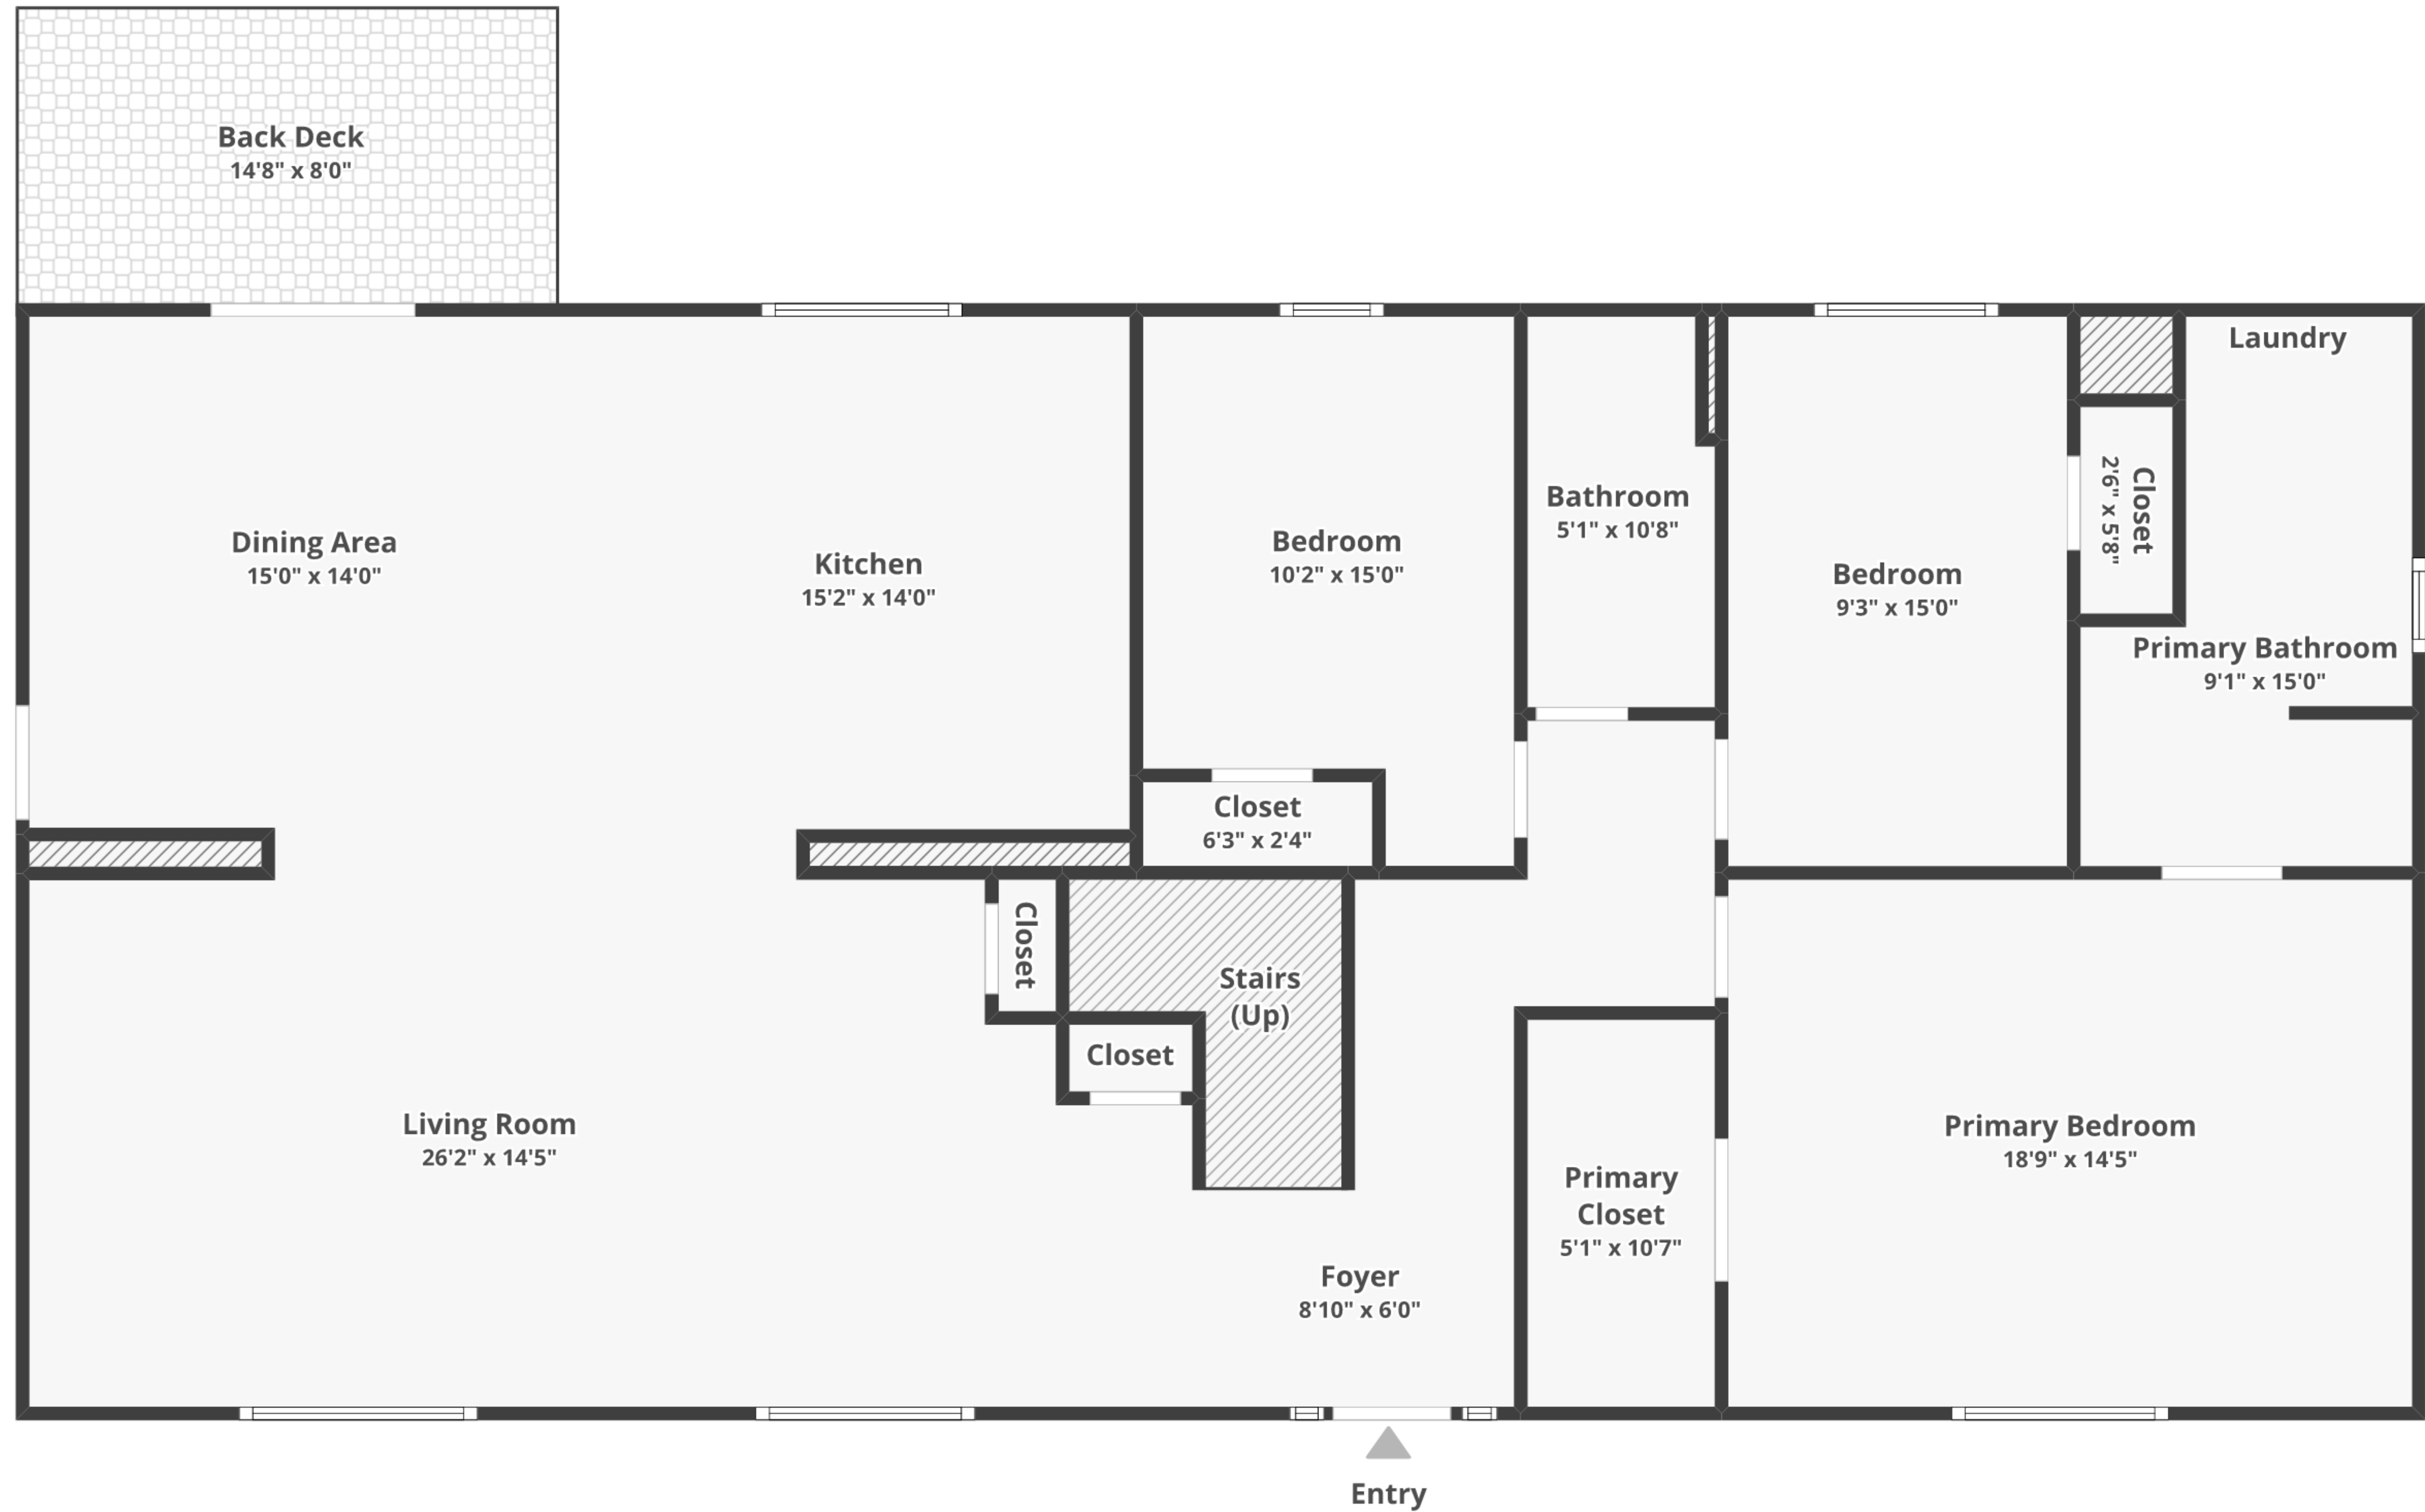 Back Deck
14'8" x 8'0"
Laundry
Dining Area
15'0" x 14'0"
Kitchen
15'2" x 14'0"
Bedroom
10'2" x 15'0"
Bathroom
5'1" x 10'8"
Bedroom
9'3" x 15'0"
Closet
2'6" x 5'8"
Primary Bathroom
9'1" x 15'0"
Closet
6'3" x 2'4"
Closet
Stairs
(Up)
Closet
Living Room
26'2" x 14'5"
Primary
Closet
5'1" x 10'7"
Primary Bedroom
18'9" x 14'5"
Foyer
8'10" x 6'0"
Entry